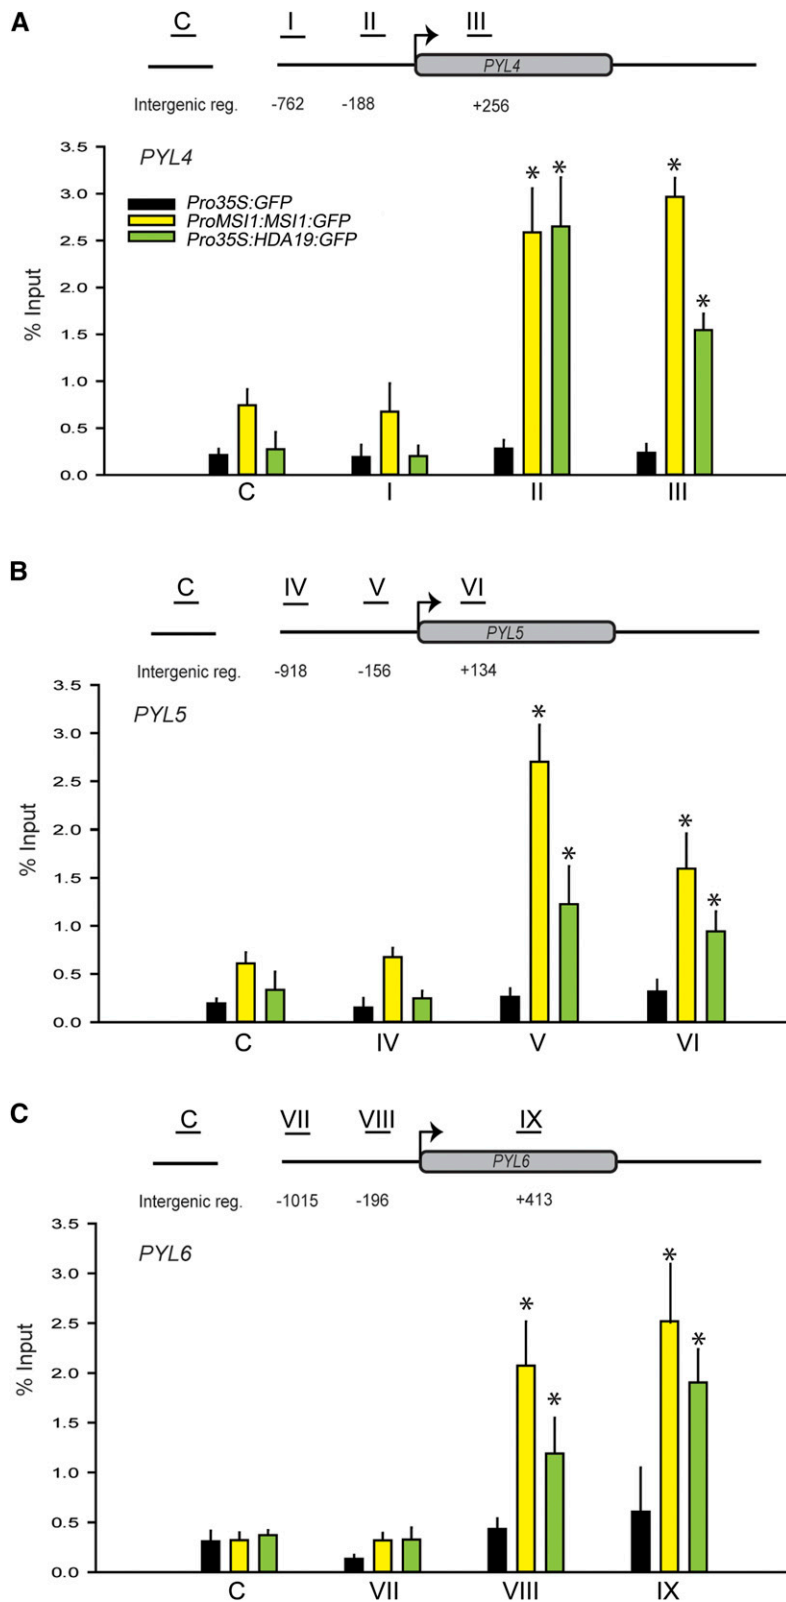 A
C I II III
PYL4
Intergenic reg. -762 -188 +256
PYL4
Pro35S:GFP
ProMSI1:MSI1:GFP
Pro35S:HDA19:GFP
% Input
3.5
3.0
2.5
2.0
1.5
1.0
0.5
0.0
* * * *
C I II III
B
C IV V VI
PYL5
Intergenic reg. -918 -156 +134
PYL5
% Input
3.5
3.0
2.5
2.0
1.5
1.0
0.5
0.0
* * * *
C IV V VI
C
C VII VIII IX
PYL6
Intergenic reg. -1015 -196 +413
PYL6
% Input
3.5
3.0
2.5
2.0
1.5
1.0
0.5
0.0
* * * *
C VII VIII IX